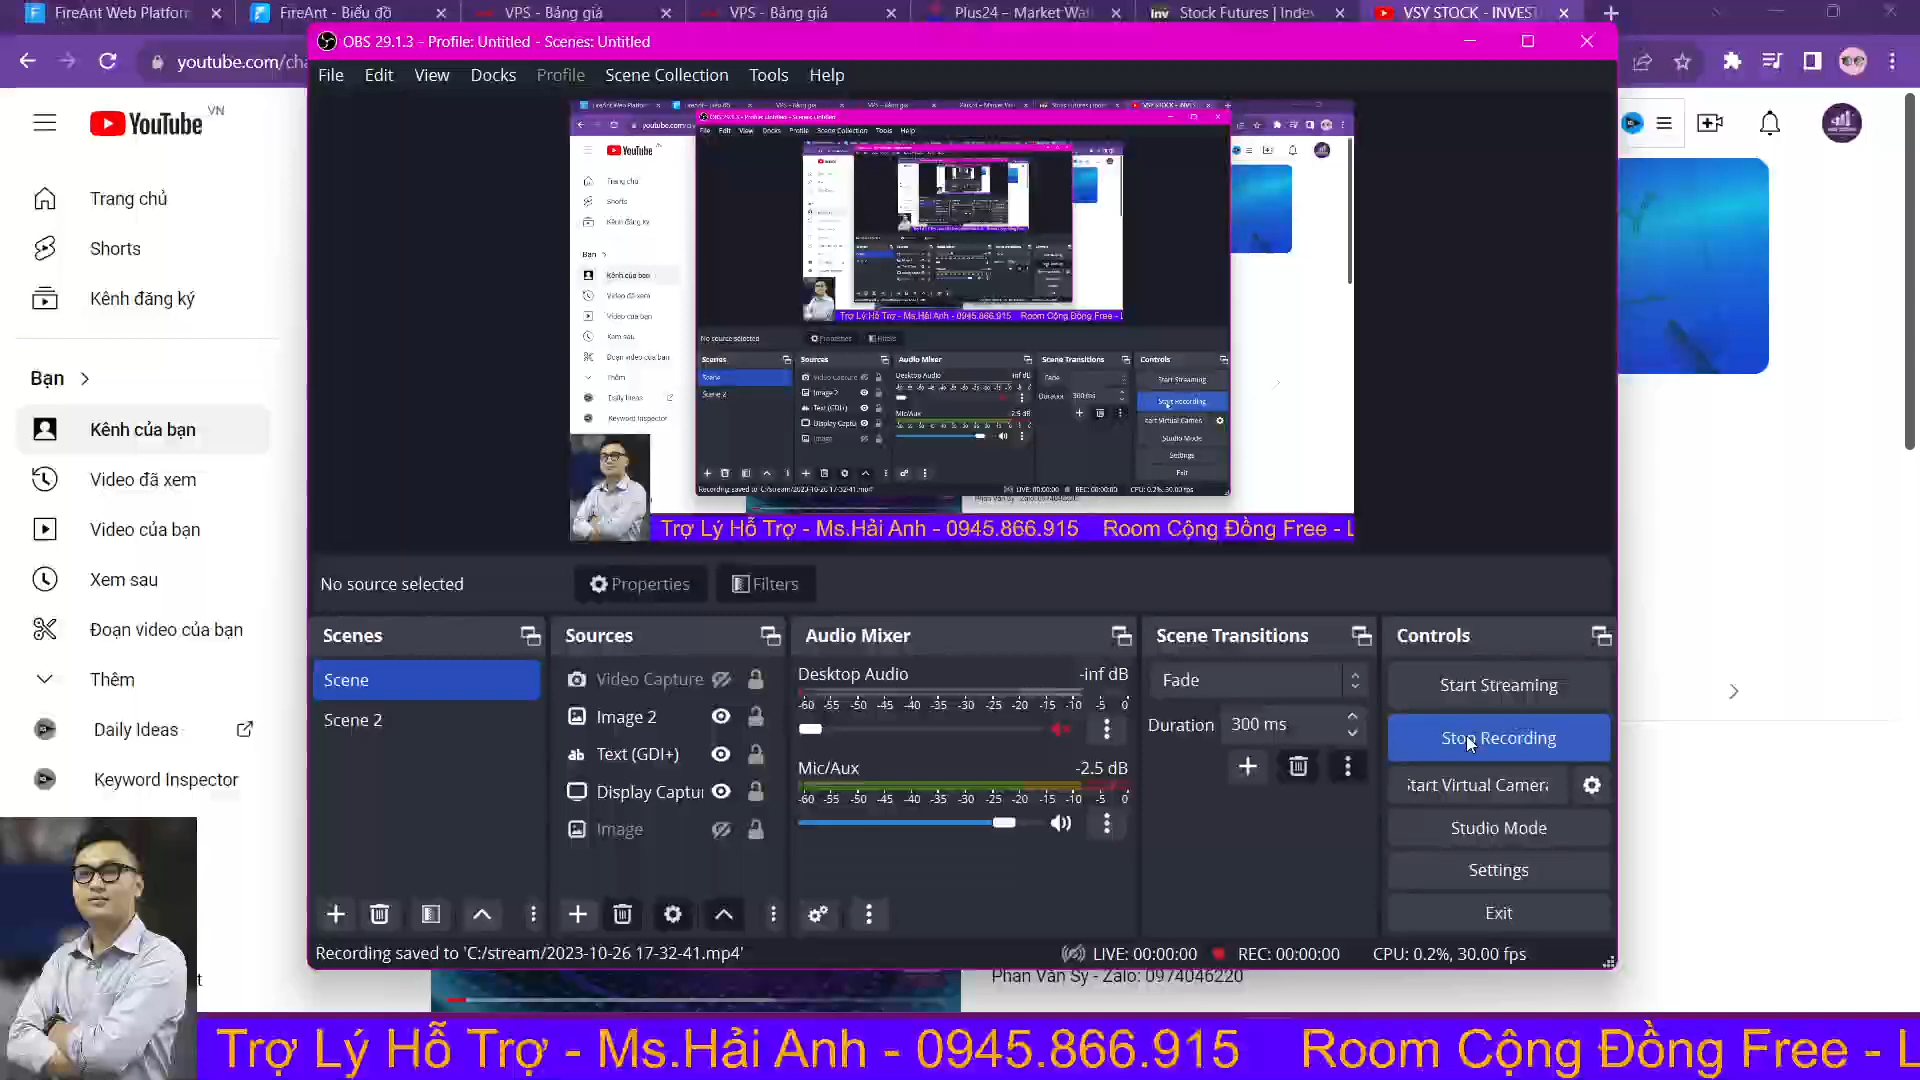 FireAnt Web Platform
FireAnt - Biểu đồ
VPS - Bảng giá
VPS - Bảng giá
Plus24 – Market Wat
Stock Futures | Index
VSY STOCK - INVEST
OBS 29.1.3 - Profile: Untitled - Scenes: Untitled
youtube.com/cha
File Edit View Docks Profile Scene Collection Tools Help
YouTube VN
Trang chủ
Shorts
Kênh đăng ký
Bạn
Kênh của bạn
Video đã xem
Video của bạn
Xem sau
Đoạn video của bạn
Thêm
Daily Ideas
Keyword Inspector
Trợ Lý Hỗ Trợ - Ms.Hải Anh - 0945.866.915 Room Cộng Đồng Free - L
No source selected
Properties
Filters
Scenes
Scene
Scene 2
Sources
Video Capture
Image 2
Text (GDI+)
Display Captu
Image
Audio Mixer
Desktop Audio -inf dB
-60 -55 -50 -45 -40 -35 -30 -25 -20 -15 -10 -5 0
Mic/Aux -2.5 dB
-60 -55 -50 -45 -40 -35 -30 -25 -20 -15 -10 -5 0
Scene Transitions
Fade
Duration 300 ms
Controls
Start Streaming
Stop Recording
Start Virtual Camera
Studio Mode
Settings
Exit
Recording saved to 'C:/stream/2023-10-26 17-32-41.mp4'
LIVE: 00:00:00
REC: 00:00:00
CPU: 0.2%, 30.00 fps
Phan Văn Sỹ - Zalo: 0974046220
Trợ Lý Hỗ Trợ - Ms.Hải Anh - 0945.866.915 Room Cộng Đồng Free - L